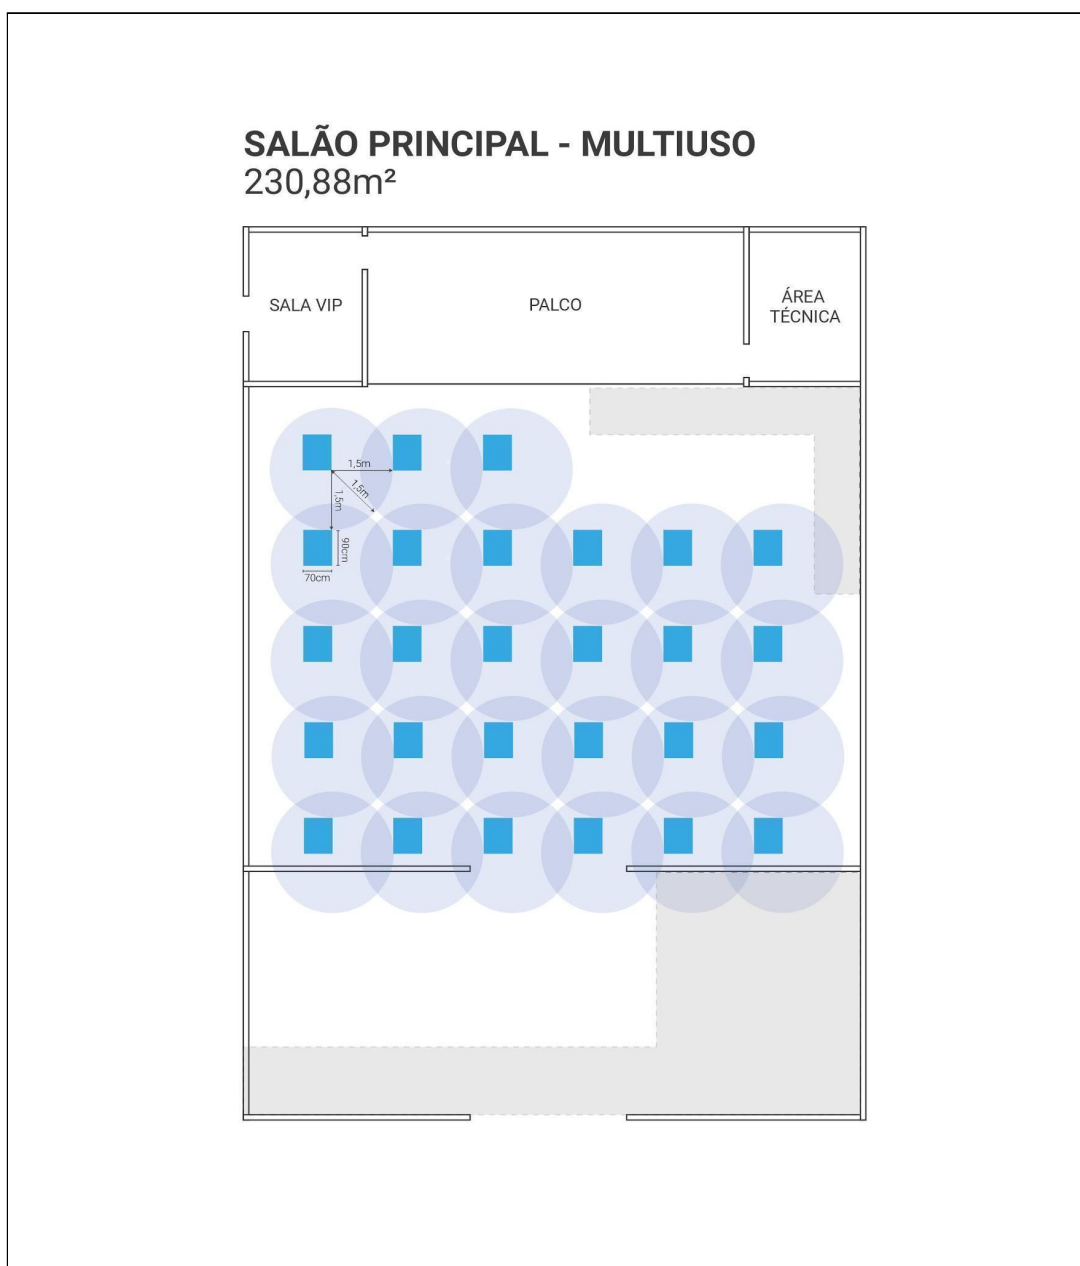 SALÃO PRINCIPAL - MULTIUSO
230,88m²
SALA VIP
PALCO
ÁREA
TÉCNICA
1,5m
1,5m
1,5m
90cm
70cm